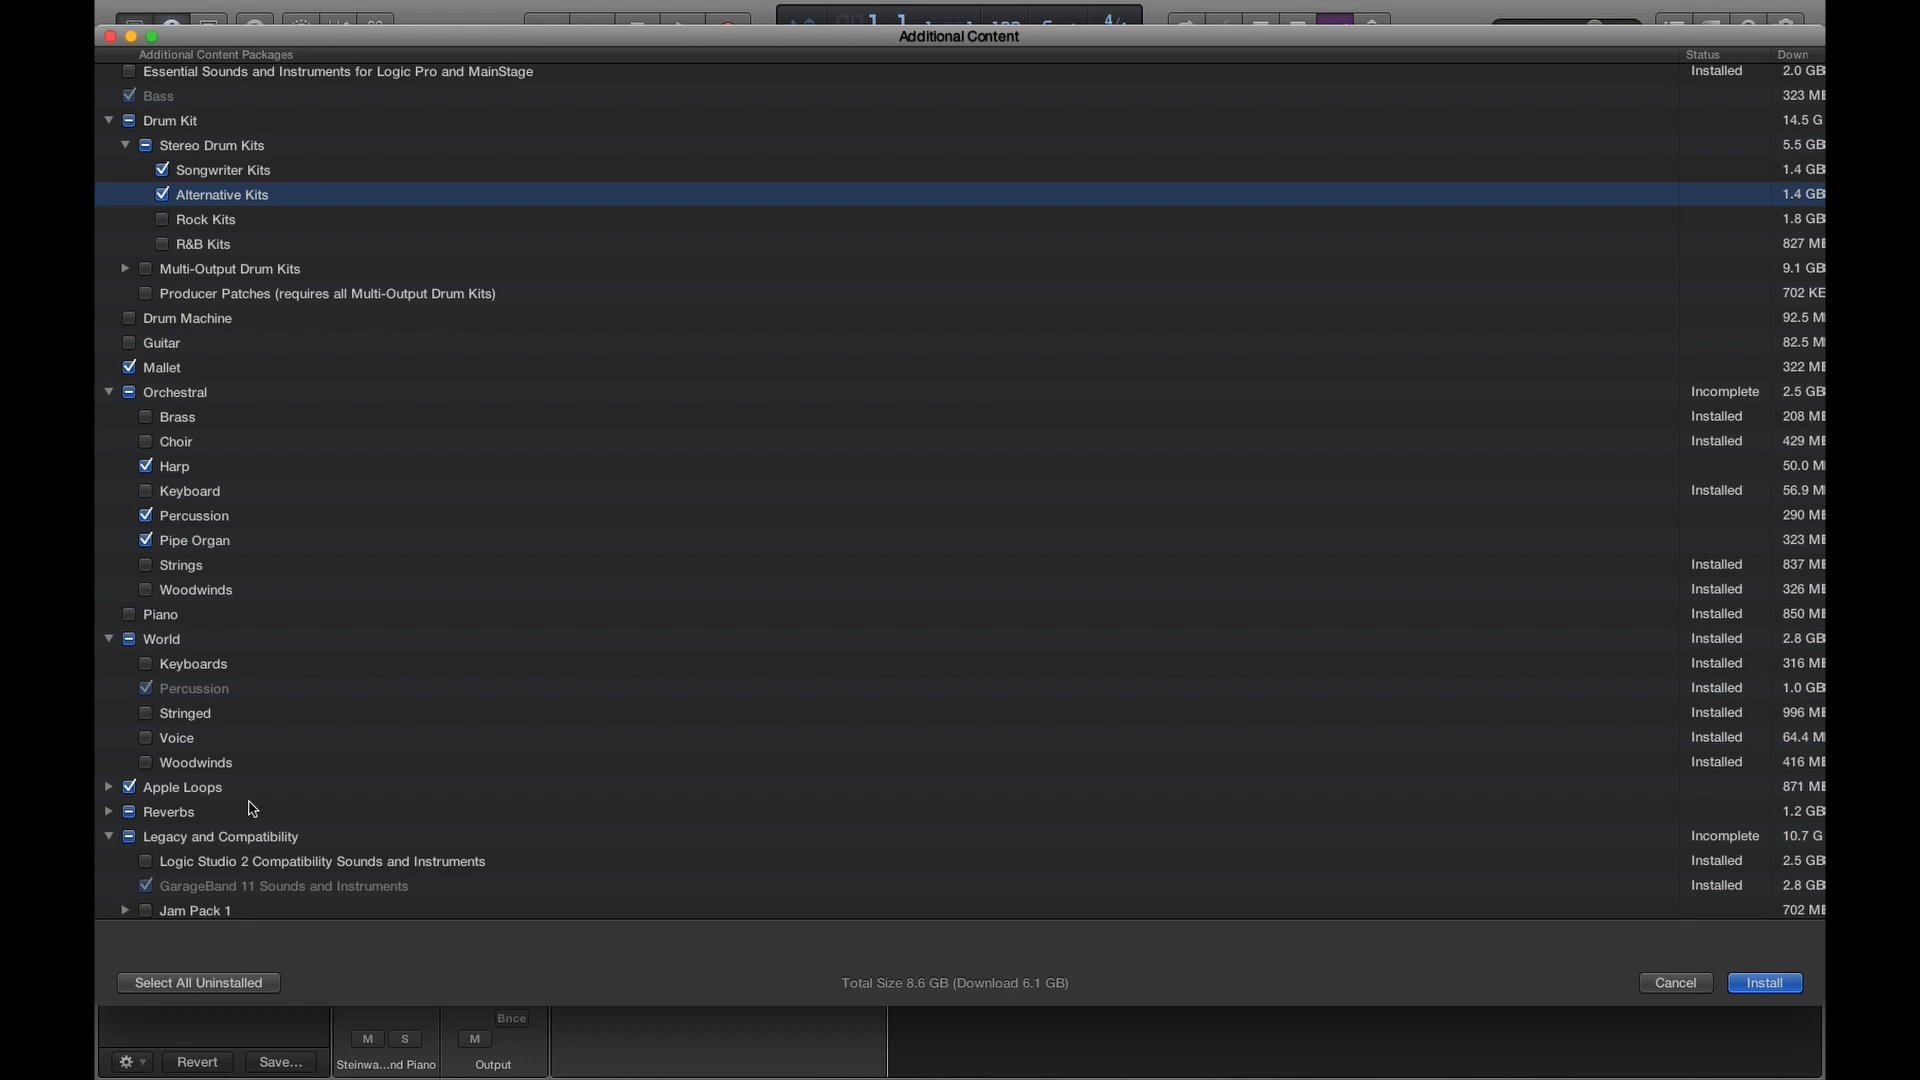 Additional Content
Additional Content Packages Status Down
Essential Sounds and Instruments for Logic Pro and MainStage Installed 2.0 GB
Bass 323 MB
Drum Kit 14.5 G
Stereo Drum Kits 5.5 GB
Songwriter Kits 1.4 GB
Alternative Kits 1.4 GB
Rock Kits 1.8 GB
R&B Kits 827 MB
Multi-Output Drum Kits 9.1 GB
Producer Patches (requires all Multi-Output Drum Kits) 702 KB
Drum Machine 92.5 M
Guitar 82.5 M
Mallet 322 MB
Orchestral Incomplete 2.5 GB
Brass Installed 208 MB
Choir Installed 429 MB
Harp 50.0 M
Keyboard Installed 56.9 M
Percussion 290 MB
Pipe Organ 323 MB
Strings Installed 837 MB
Woodwinds Installed 326 MB
Piano Installed 850 MB
World Installed 2.8 GB
Keyboards Installed 316 MB
Percussion Installed 1.0 GB
Stringed Installed 996 MB
Voice Installed 64.4 M
Woodwinds Installed 416 MB
Apple Loops 871 MB
Reverbs 1.2 GB
Legacy and Compatibility Incomplete 10.7 G
Logic Studio 2 Compatibility Sounds and Instruments Installed 2.5 GB
GarageBand 11 Sounds and Instruments Installed 2.8 GB
Jam Pack 1 702 MB
Select All Uninstalled Total Size 8.6 GB (Download 6.1 GB) Cancel Install
Bnce
M S M
Revert Save... Steinwa...nd Piano Output